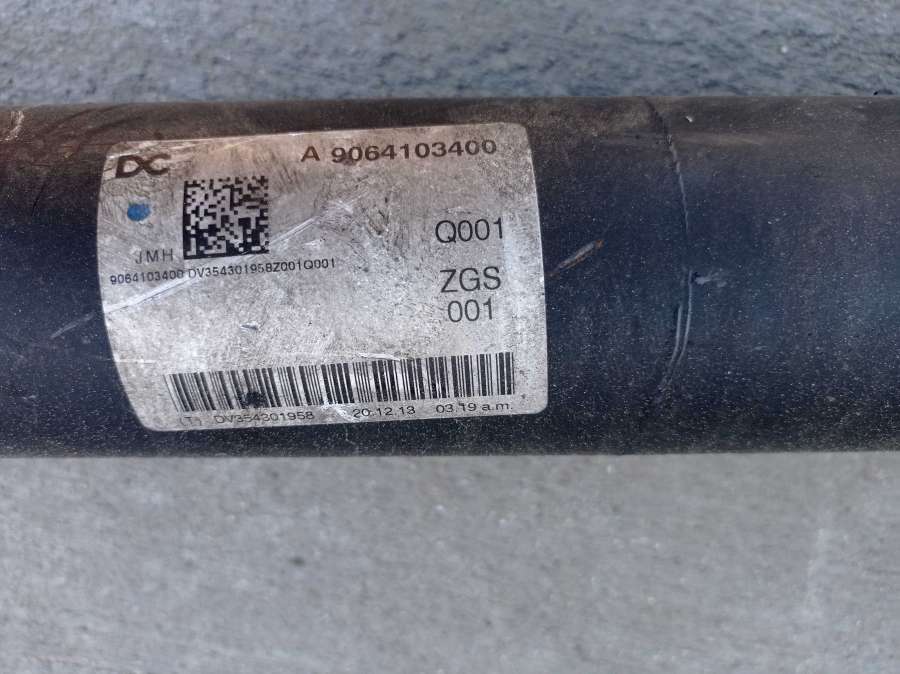 DC A 9064103400
JMH
9064103400 DV354301958Z001Q001
Q001
ZGS
001
(T) DV354301958 20.12.13 03.19 a.m.